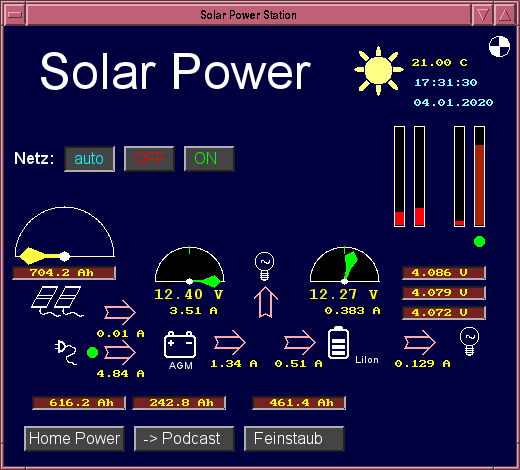 Solar Power Station
Solar Power
21.00 C
17:31:30
04.01.2020
Netz: auto OFF ON
704.2 Ah
12.40 V
3.51 A
12.27 V
0.383 A
4.086 V
4.079 V
4.072 V
0.01 A
4.84 A
AGM
1.34 A
0.51 A
LiIon
0.129 A
616.2 Ah 242.8 Ah 461.4 Ah
Home Power -> Podcast Feinstaub